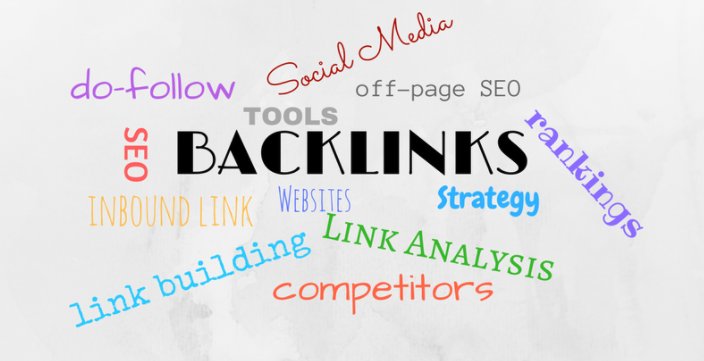 Social Media
do-follow
off-page SEO
TOOLS
SEO
BACKLINKS
rankings
INBOUND LINK
WEBSITES
Strategy
LINK ANALYSIS
link building
competitors